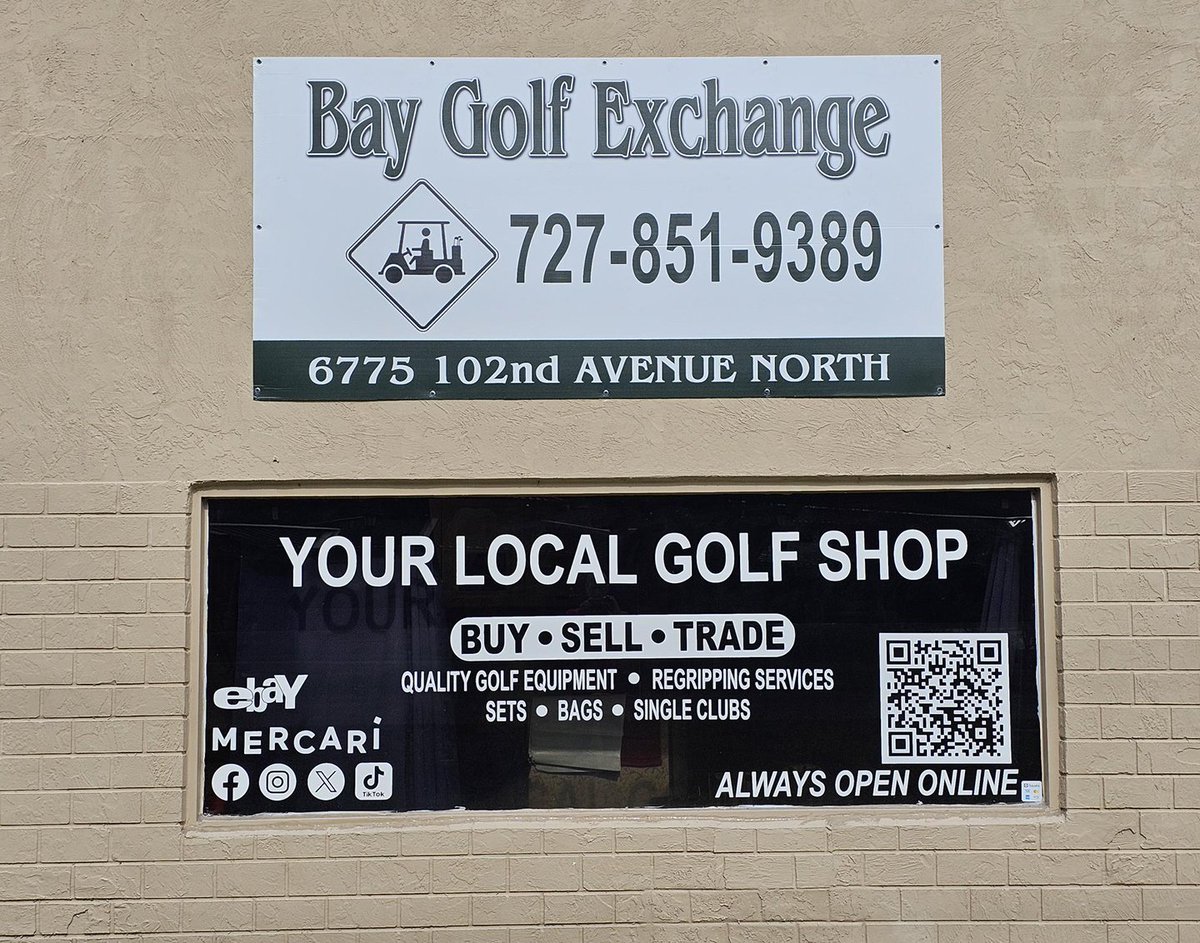 Bay Golf Exchange
727-851-9389
6775 102nd AVENUE NORTH
YOUR LOCAL GOLF SHOP
BUY • SELL • TRADE
QUALITY GOLF EQUIPMENT • REGRIPPING SERVICES
SETS • BAGS • SINGLE CLUBS
ebaY
MERCARI
TikTok
ALWAYS OPEN ONLINE